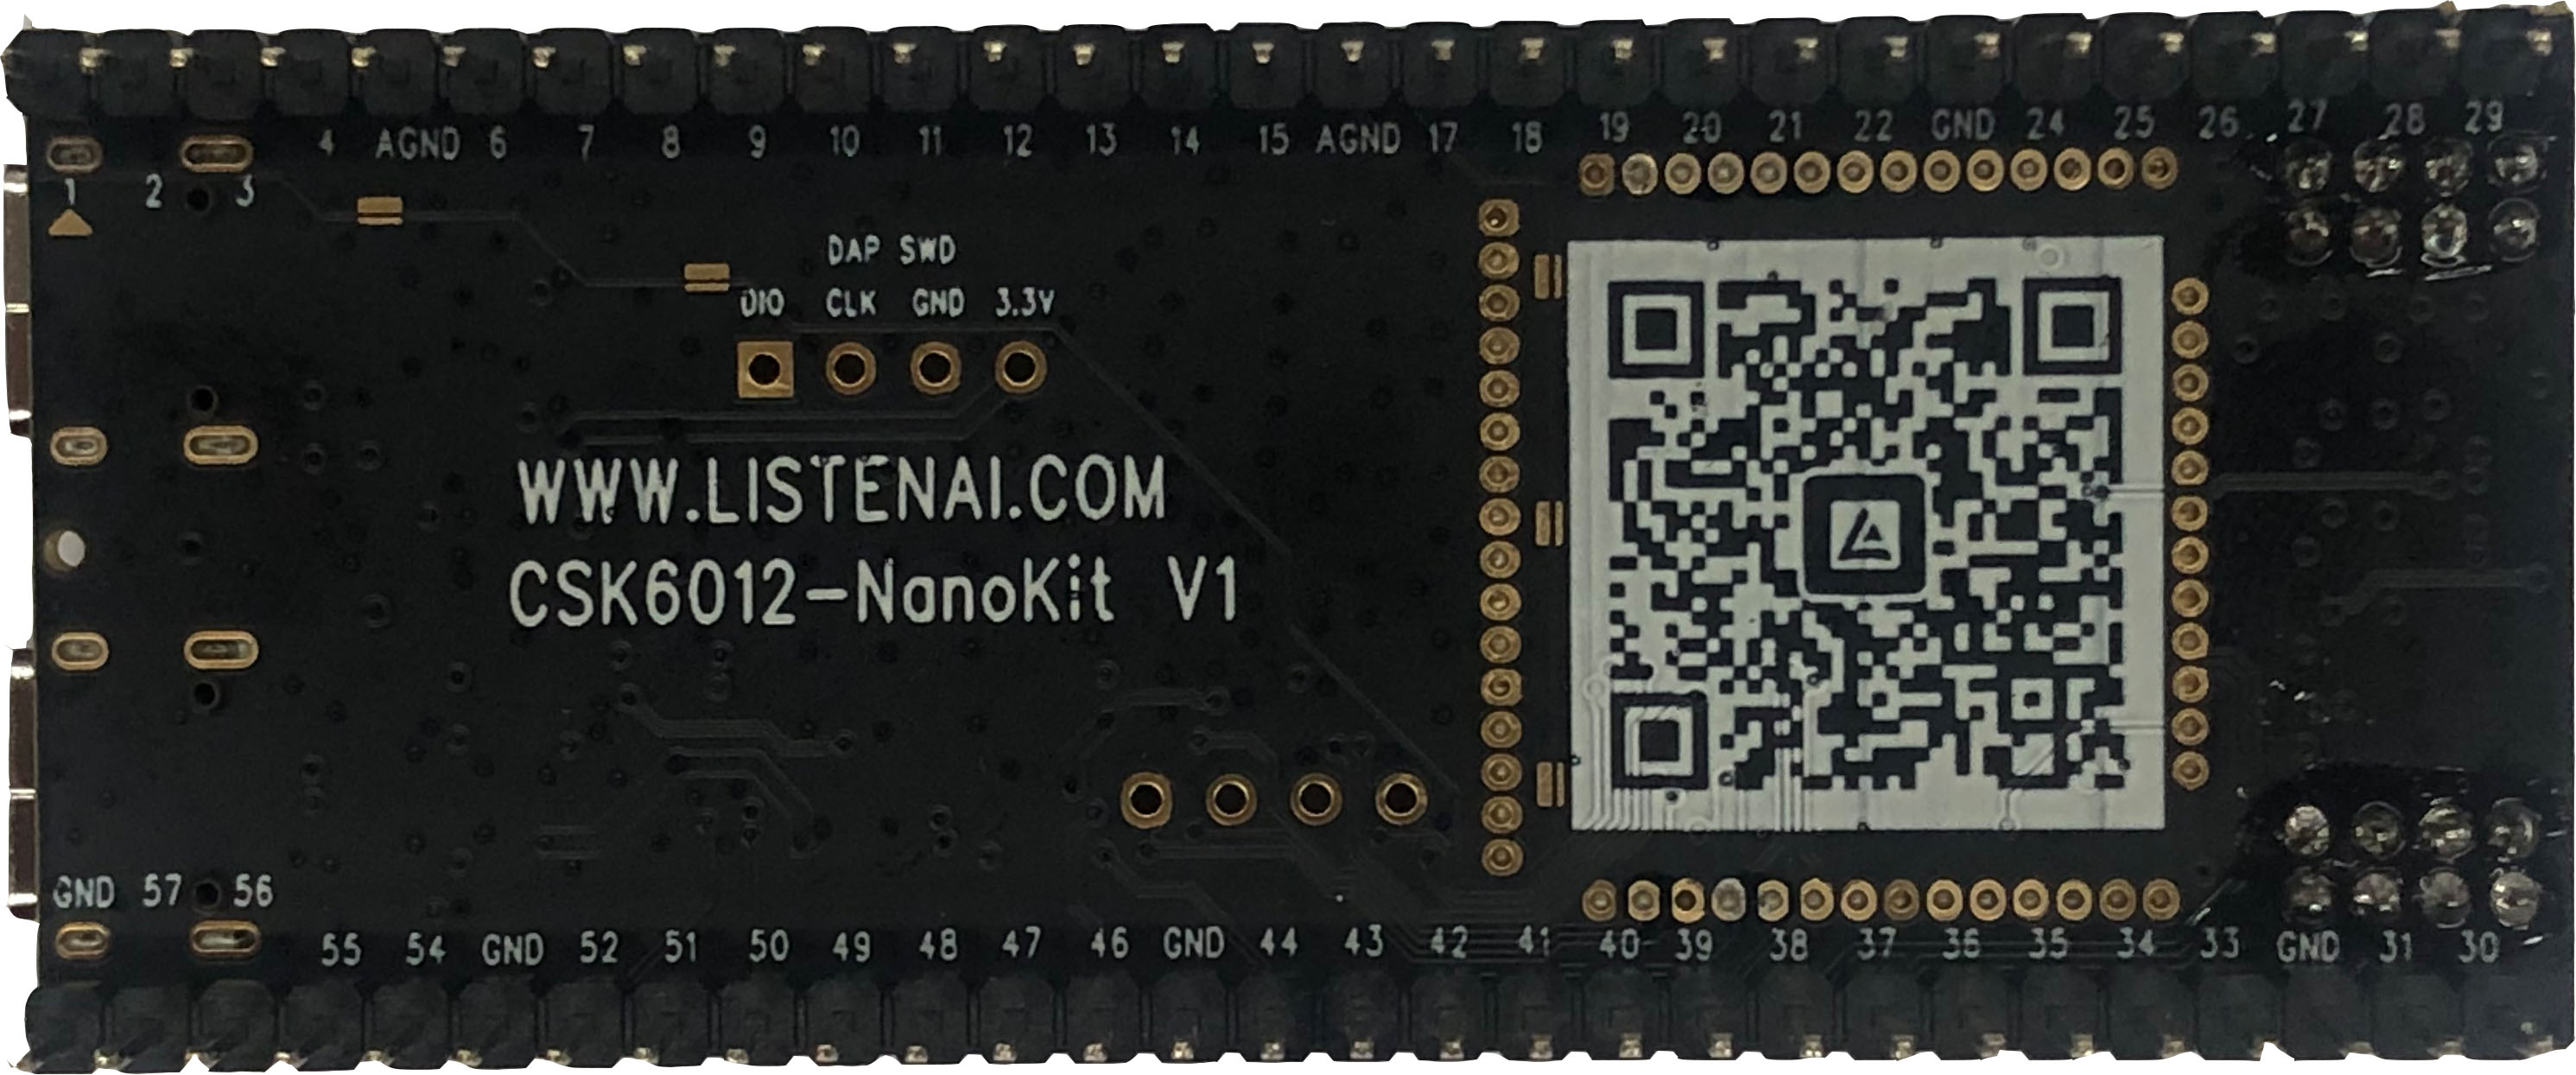 4 AGND 6 7 8 9 10 11 12 13 14 15 AGND 17 18 19 20 21 22 GND 24 25 26 27 28 29
1 2 3
DAP SWD
DIO CLK GND 3.3V
WWW.LISTENAI.COM
CSK6012-NanoKit V1
GND 57 56
55 54 GND 52 51 50 49 48 47 46 GND 44 43 42 41 40 39 38 37 36 35 34 33 GND 31 30